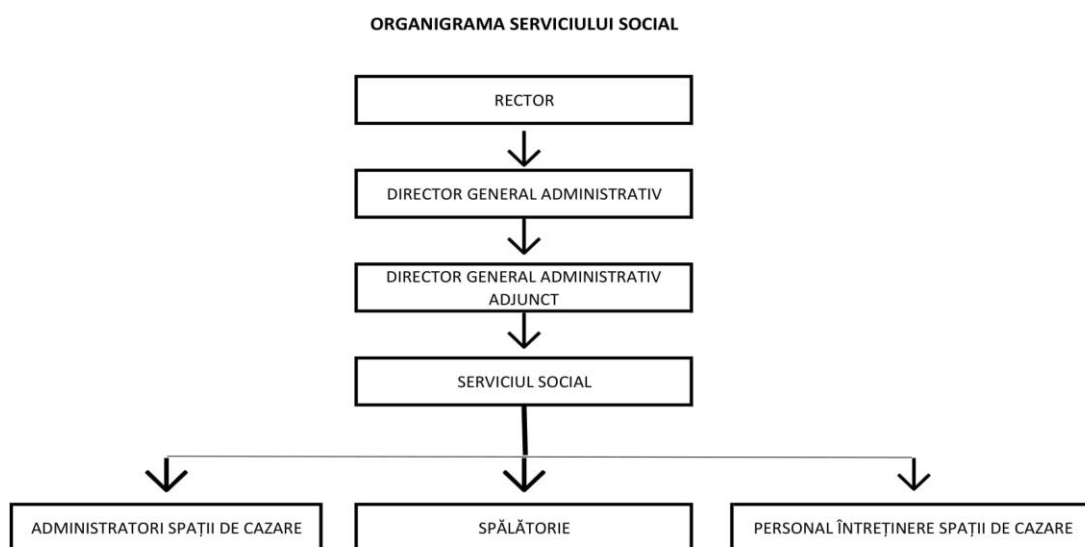 ORGANIGRAMA SERVICIULUI SOCIAL
RECTOR
DIRECTOR GENERAL ADMINISTRATIV
DIRECTOR GENERAL ADMINISTRATIV
ADJUNCT
SERVICIUL SOCIAL
ADMINISTRATORI SPAȚII DE CAZARE
SPĂLĂTORIE
PERSONAL ÎNTREȚINERE SPAȚII DE CAZARE